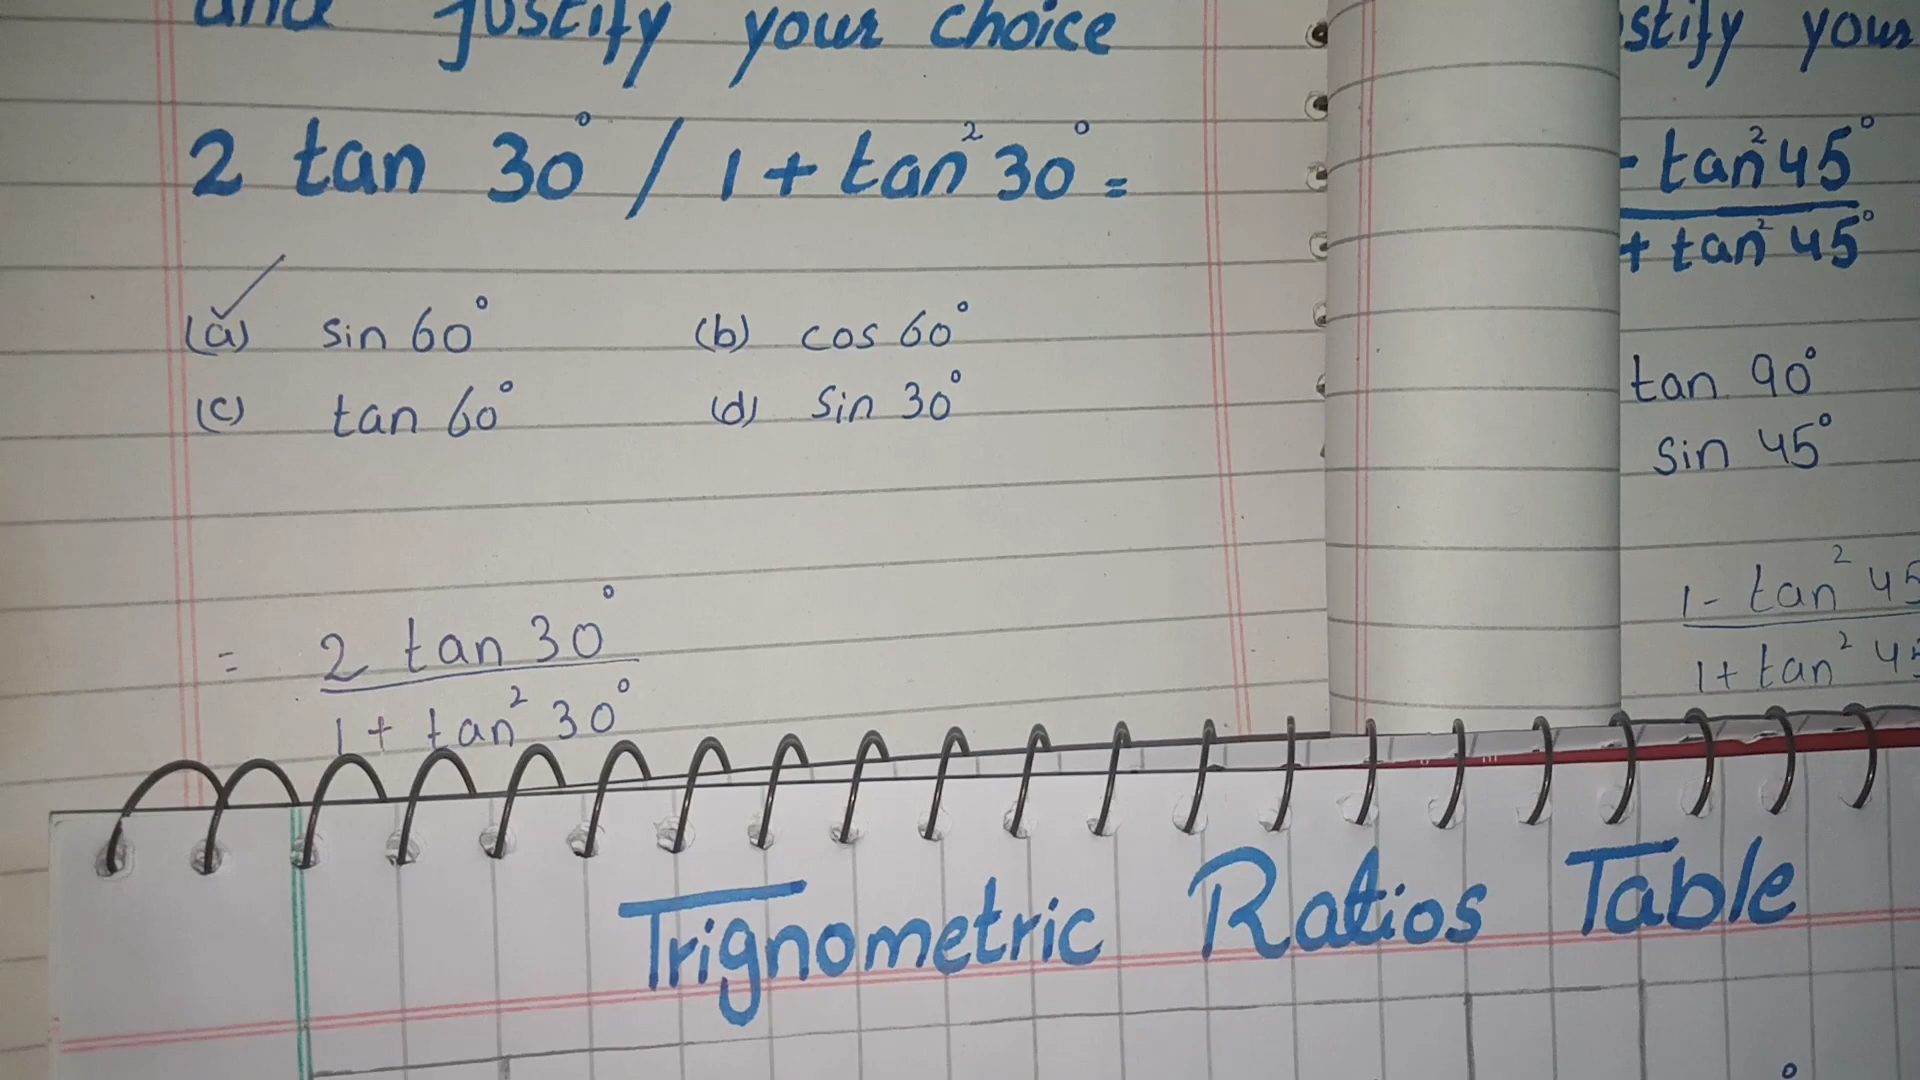 and justify your choice
2 tan 30° / 1 + tan² 30° =
(a) sin 60° (b) cos 60°
(c) tan 60° (d) sin 30°
= 2 tan 30°
1 + tan² 30°
stify your
- tan² 45°
+ tan² 45°
tan 90°
sin 45°
1 - tan² 45
1 + tan² 45
Trignometric Ratios Table